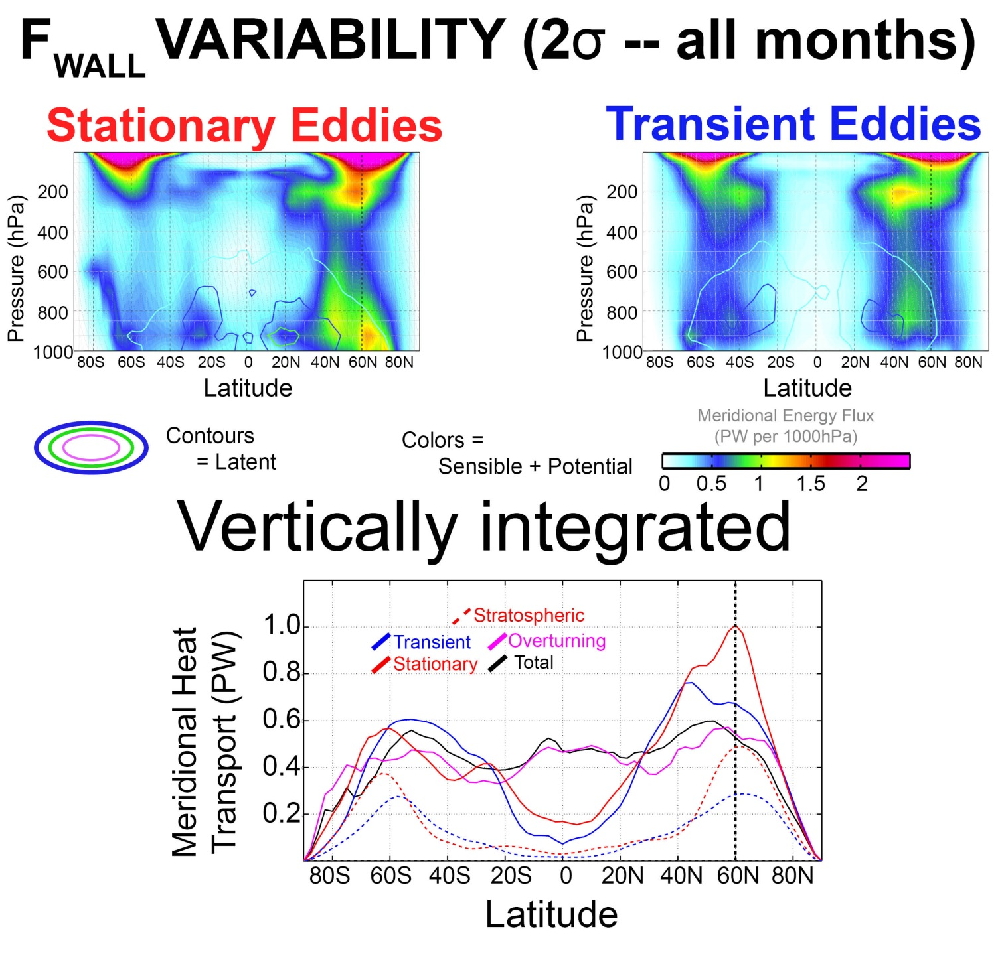 F WALL VARIABILITY (2σ -- all months)
Stationary Eddies
Transient Eddies
Pressure (hPa)
200
400
600
800
1000
80S 60S 40S 20S 0 20N 40N 60N 80N
Latitude
Pressure (hPa)
200
400
600
800
1000
80S 60S 40S 20S 0 20N 40N 60N 80N
Latitude
Contours
= Latent
Colors =
Sensible + Potential
Meridional Energy Flux
(PW per 1000hPa)
0 0.5 1 1.5 2
Vertically integrated
Meridional Heat
Transport (PW)
1.0
0.8
0.6
0.4
0.2
Stratospheric
Transient
Overturning
Stationary
Total
80S 60S 40S 20S 0 20N 40N 60N 80N
Latitude